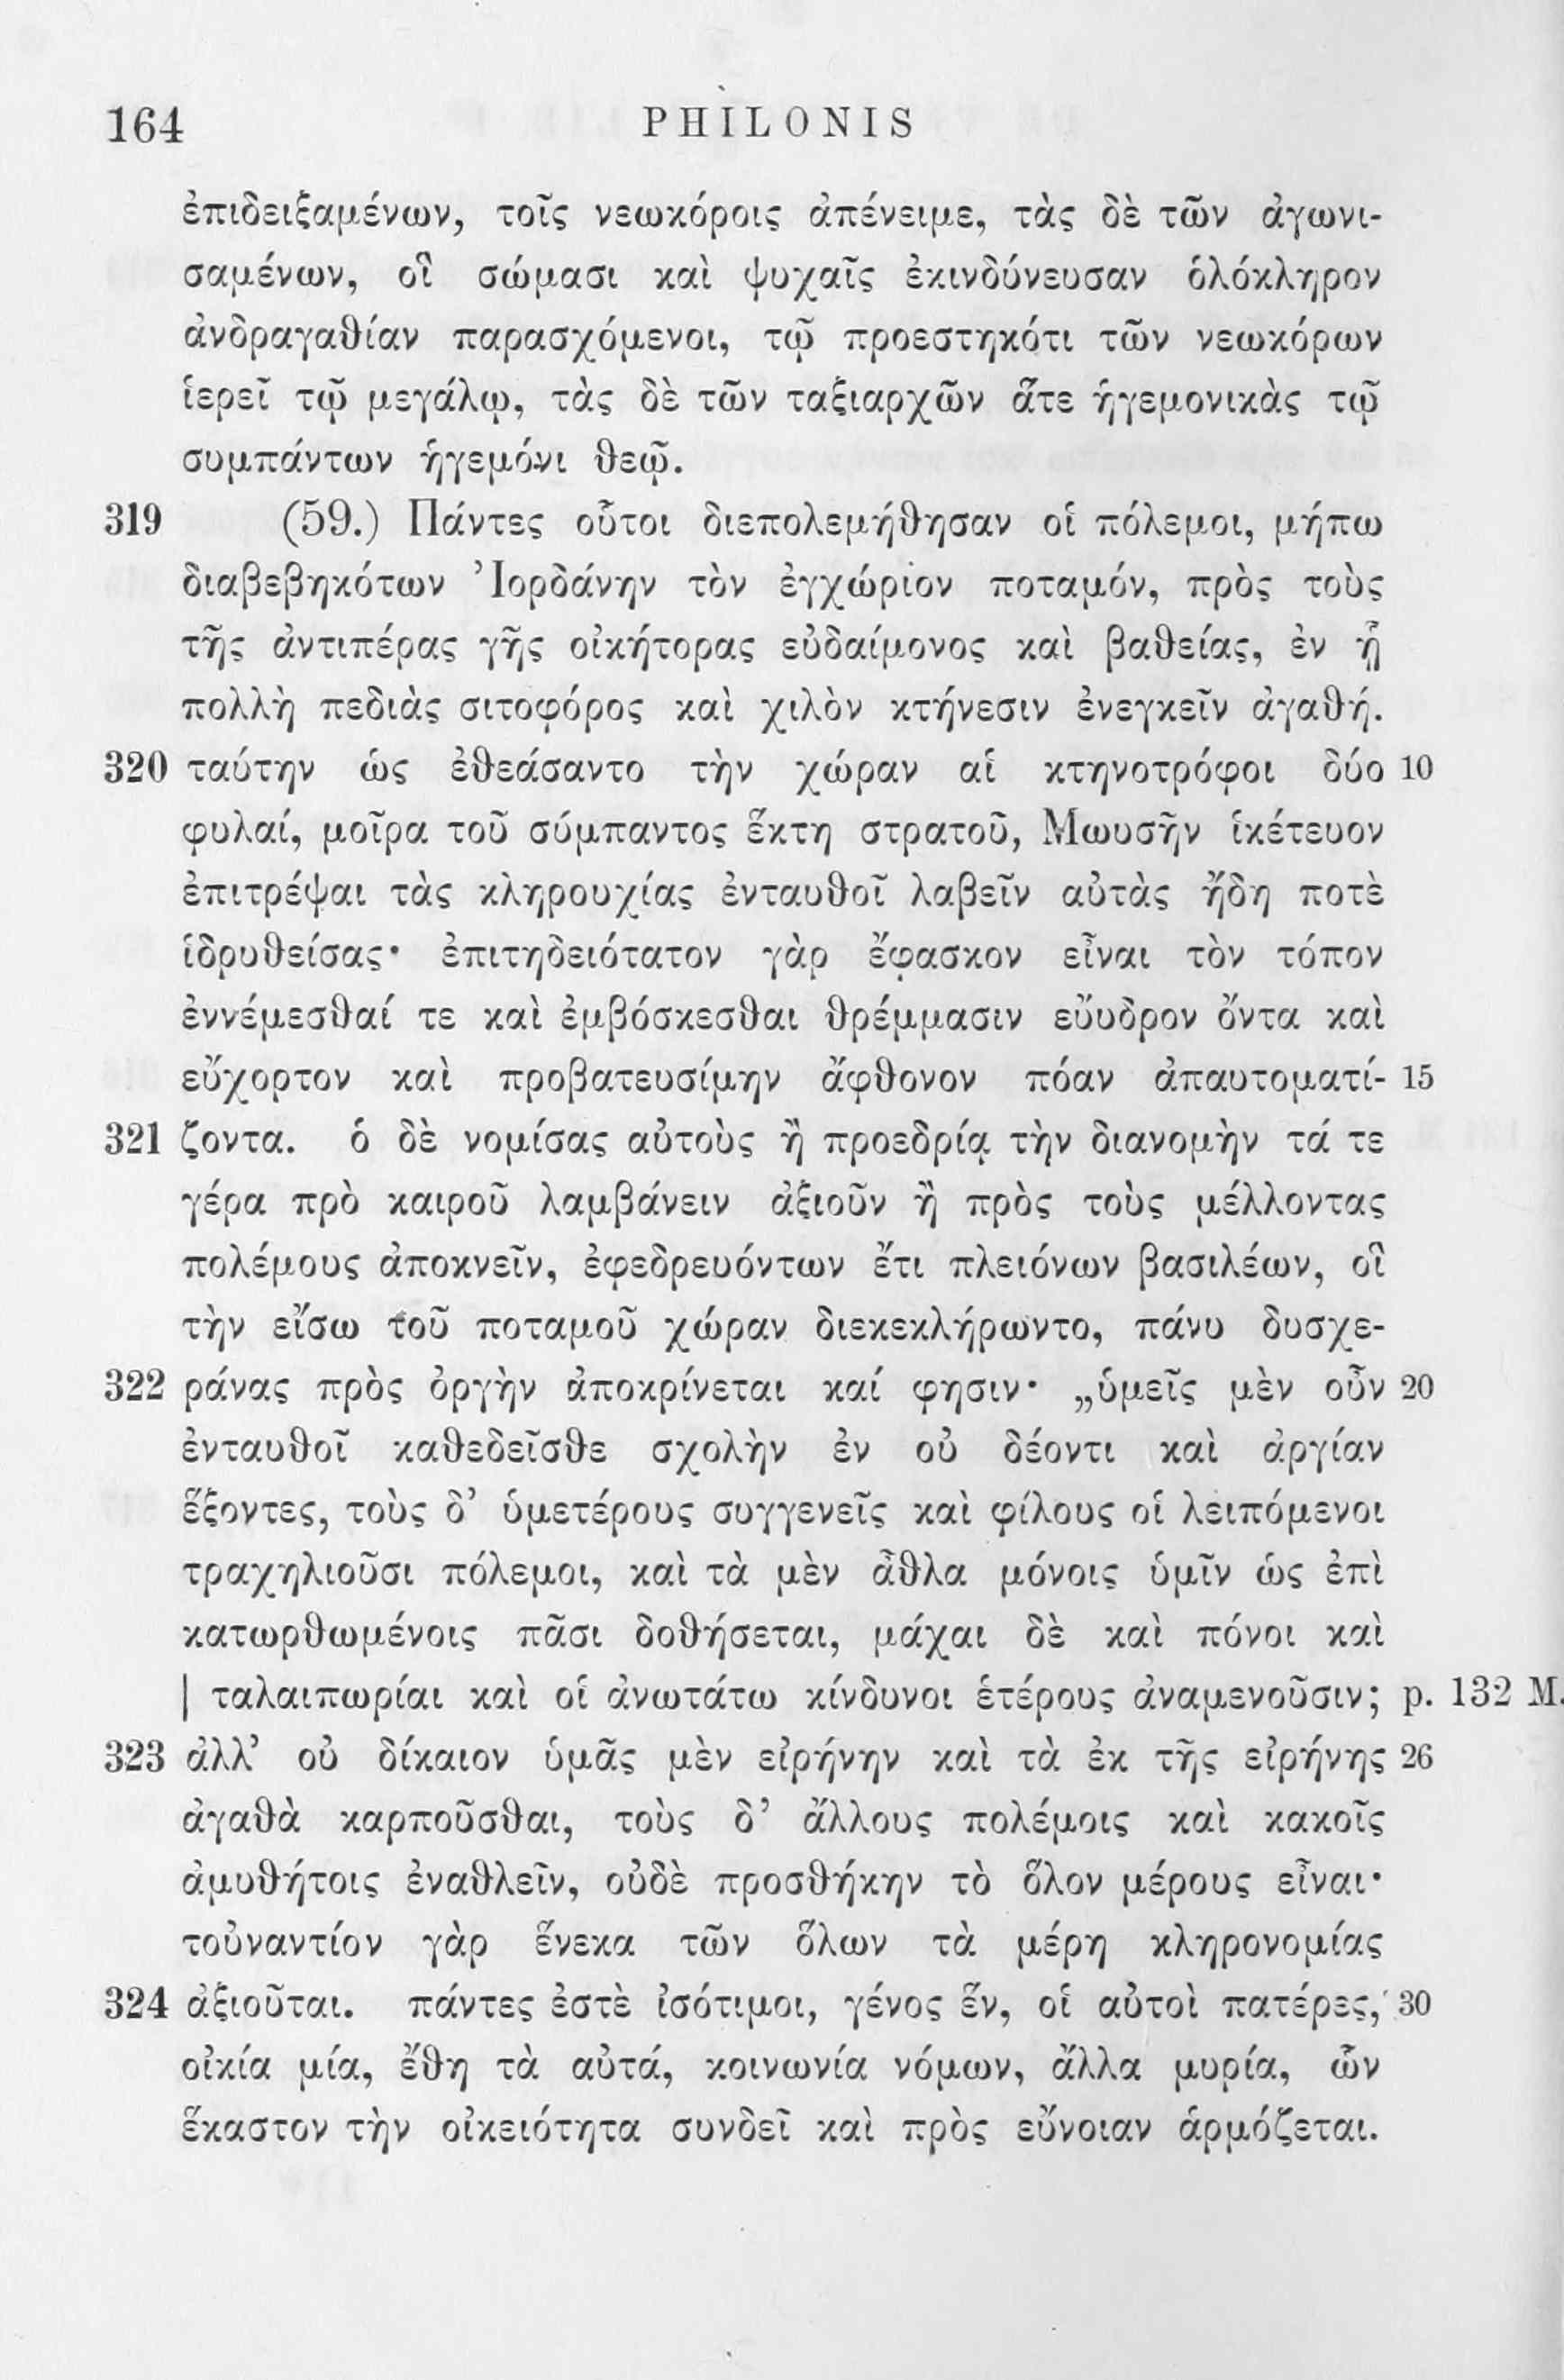 164 PHILONIS
ἐπιδειξαμένων, τοῖς νεωκόροις ἀπένειμε, τὰς δὲ τῶν ἀγωνι-
σαμένων, οἳ σώμασι καὶ ψυχαῖς ἐκινδύνευσαν ὁλόκληρον
ἀνδραγαθίαν παρασχόμενοι, τῷ προεστηκότι τῶν νεωκόρων
ἱερεῖ τῷ μεγάλῳ, τὰς δὲ τῶν ταξιαρχῶν ἅτε ἡγεμονικὰς τῷ
συμπάντων ἡγεμόνι θεῷ.
319 (59.) Πάντες οὗτοι διεπολεμήθησαν οἱ πόλεμοι, μήπω
διαβεβηκότων Ἰορδάνην τὸν ἐγχώριον ποταμόν, πρὸς τοὺς
τῆς ἀντιπέρας γῆς οἰκήτορας εὐδαίμονος καὶ βαθείας, ἐν ᾗ
πολλὴ πεδιὰς σιτοφόρος καὶ χιλὸν κτήνεσιν ἐνεγκεῖν ἀγαθή.
320 ταύτην ὡς ἐθεάσαντο τὴν χώραν αἱ κτηνοτρόφοι δύο 10
φυλαί, μοῖρα τοῦ σύμπαντος ἕκτη στρατοῦ, Μωυσῆν ἱκέτευον
ἐπιτρέψαι τὰς κληρουχίας ἐνταυθοῖ λαβεῖν αὐτὰς ἤδη ποτὲ
ἱδρυθείσας· ἐπιτηδειότατον γὰρ ἔφασκον εἶναι τὸν τόπον
ἐννέμεσθαί τε καὶ ἐμβόσκεσθαι θρέμμασιν εὔυδρον ὄντα καὶ
εὔχορτον καὶ προβατευσίμην ἄφθονον πόαν ἀπαυτοματί- 15
321 ζοντα. ὁ δὲ νομίσας αὐτοὺς ἢ προεδρίᾳ τὴν διανομὴν τά τε
γέρα πρὸ καιροῦ λαμβάνειν ἀξιοῦν ἢ πρὸς τοὺς μέλλοντας
πολέμους ἀποκνεῖν, ἐφεδρευόντων ἔτι πλειόνων βασιλέων, οἳ
τὴν εἴσω τοῦ ποταμοῦ χώραν διεκεκλήρωντο, πάνυ δυσχε-
322 ράνας πρὸς ὀργὴν ἀποκρίνεται καί φησιν· „ὑμεῖς μὲν οὖν 20
ἐνταυθοῖ καθεδεῖσθε σχολὴν ἐν οὐ δέοντι καὶ ἀργίαν
ἕξοντες, τοὺς δ’ ὑμετέρους συγγενεῖς καὶ φίλους οἱ λειπόμενοι
τραχηλιοῦσι πόλεμοι, καὶ τὰ μὲν ἆθλα μόνοις ὑμῖν ὡς ἐπὶ
κατωρθωμένοις πᾶσι δοθήσεται, μάχαι δὲ καὶ πόνοι καὶ
| ταλαιπωρίαι καὶ οἱ ἀνωτάτω κίνδυνοι ἑτέρους ἀναμενοῦσιν; p. 132 M.
323 ἀλλ’ οὐ δίκαιον ὑμᾶς μὲν εἰρήνην καὶ τὰ ἐκ τῆς εἰρήνης 26
ἀγαθὰ καρποῦσθαι, τοὺς δ’ ἄλλους πολέμοις καὶ κακοῖς
ἀμυθήτοις ἐναθλεῖν, οὐδὲ προσθήκην τὸ ὅλον μέρους εἶναι·
τοὐναντίον γὰρ ἕνεκα τῶν ὅλων τὰ μέρη κληρονομίας
324 ἀξιοῦται. πάντες ἐστὲ ἰσότιμοι, γένος ἕν, οἱ αὐτοὶ πατέρες, 30
οἰκία μία, ἔθη τὰ αὐτά, κοινωνία νόμων, ἄλλα μυρία, ὧν
ἕκαστον τὴν οἰκειότητα συνδεῖ καὶ πρὸς εὔνοιαν ἁρμόζεται.